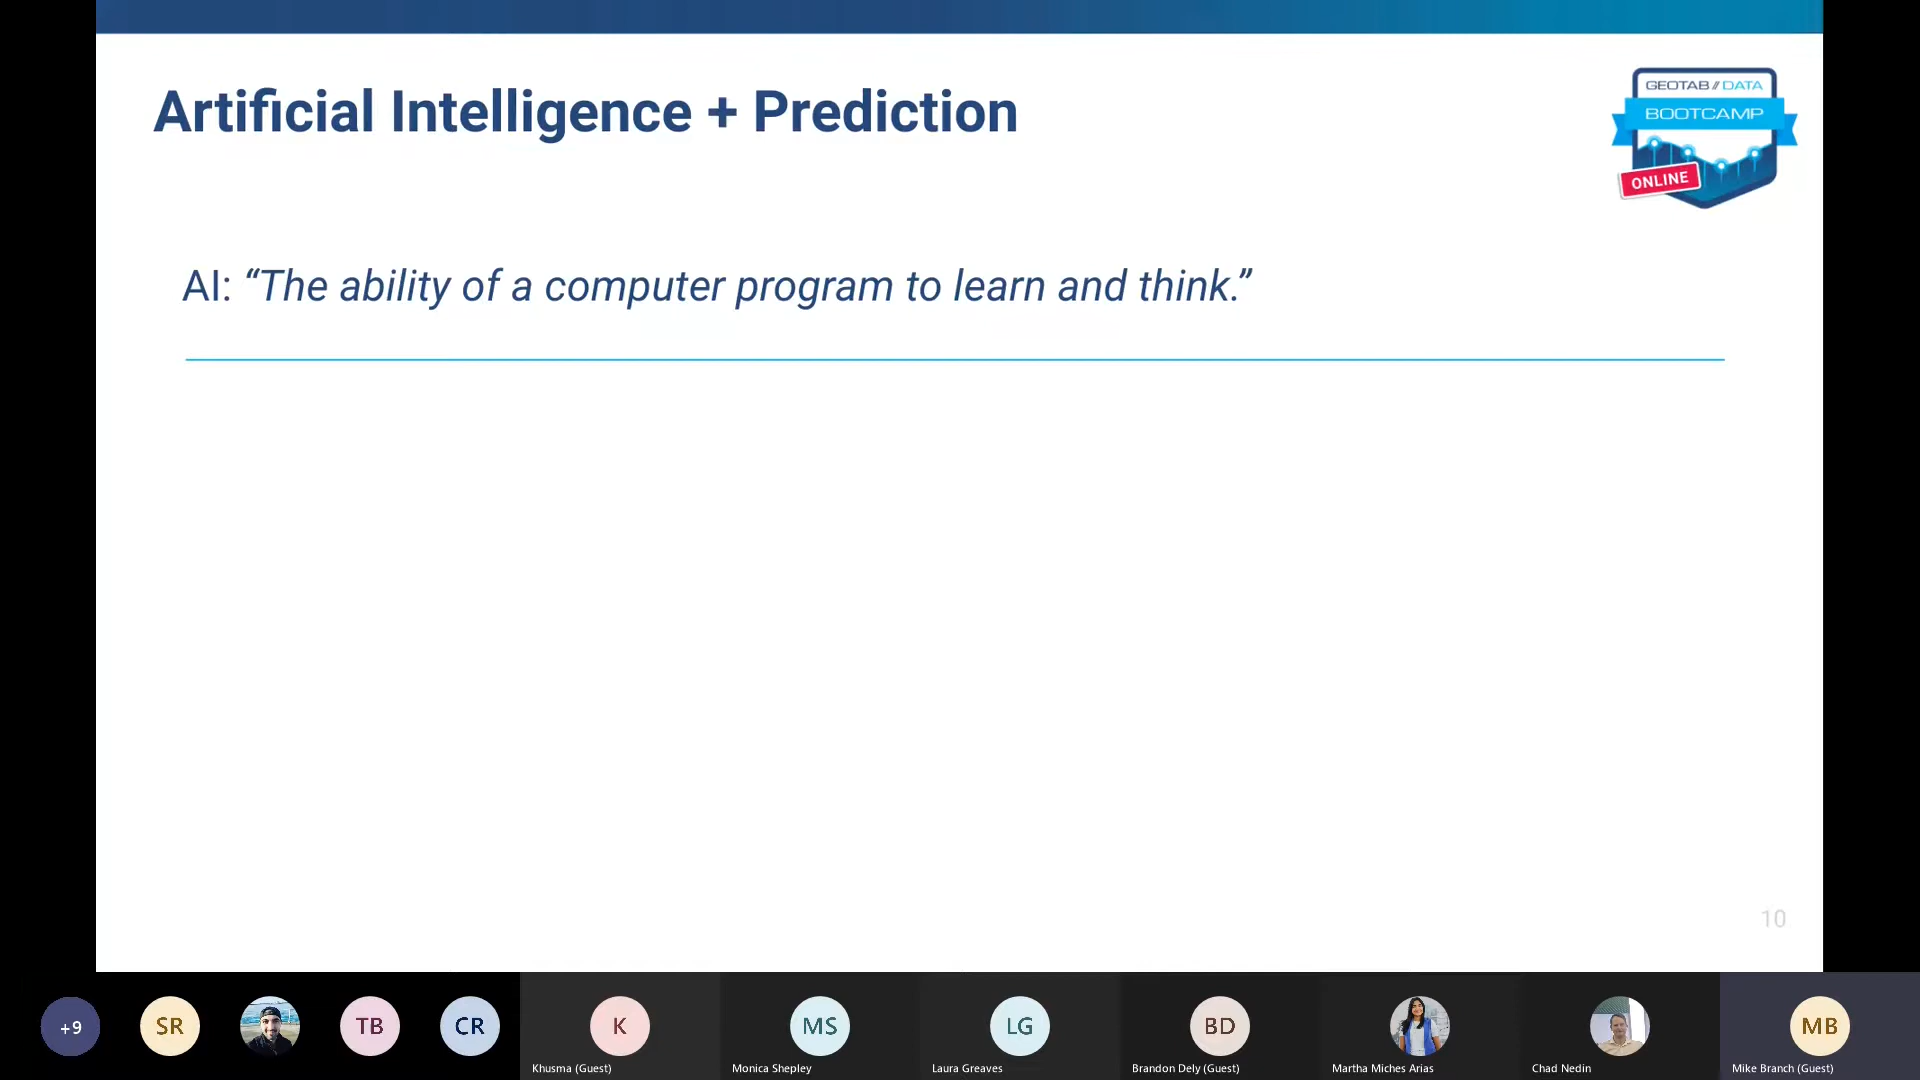 Artificial Intelligence + Prediction
GEOTAB // DATA
BOOTCAMP
ONLINE
AI: “The ability of a computer program to learn and think.”
10
+9
SR
TB
CR
K
MS
LG
BD
MB
Khusma (Guest)
Monica Shepley
Laura Greaves
Brandon Dely (Guest)
Martha Miches Arias
Chad Nedin
Mike Branch (Guest)